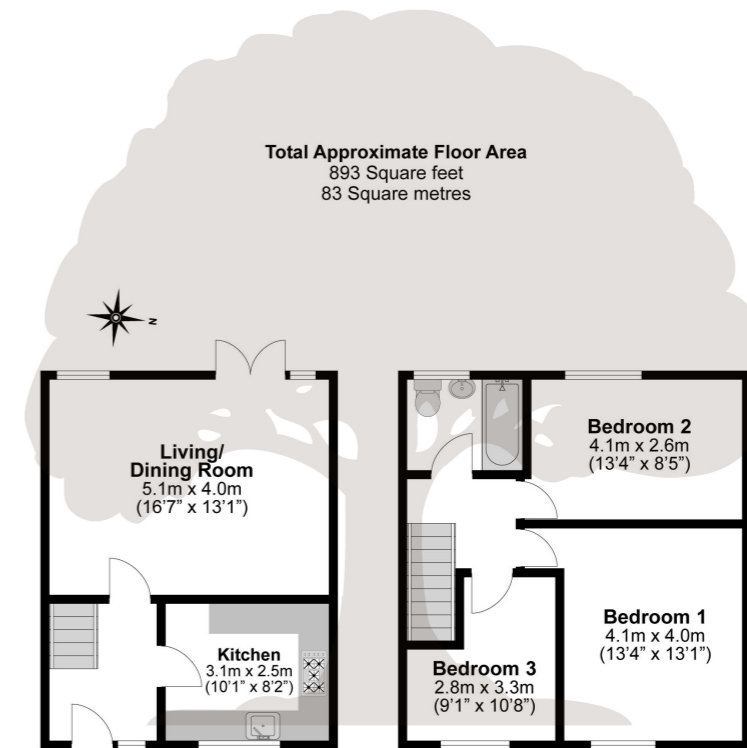 Total Approximate Floor Area
893 Square feet
83 Square metres
N
Living/
Dining Room
5.1m x 4.0m
(16'7" x 13'1")
Kitchen
3.1m x 2.5m
(10'1" x 8'2")
Bedroom 2
4.1m x 2.6m
(13'4" x 8'5")
Bedroom 1
4.1m x 4.0m
(13'4" x 13'1")
Bedroom 3
2.8m x 3.3m
(9'1" x 10'8")